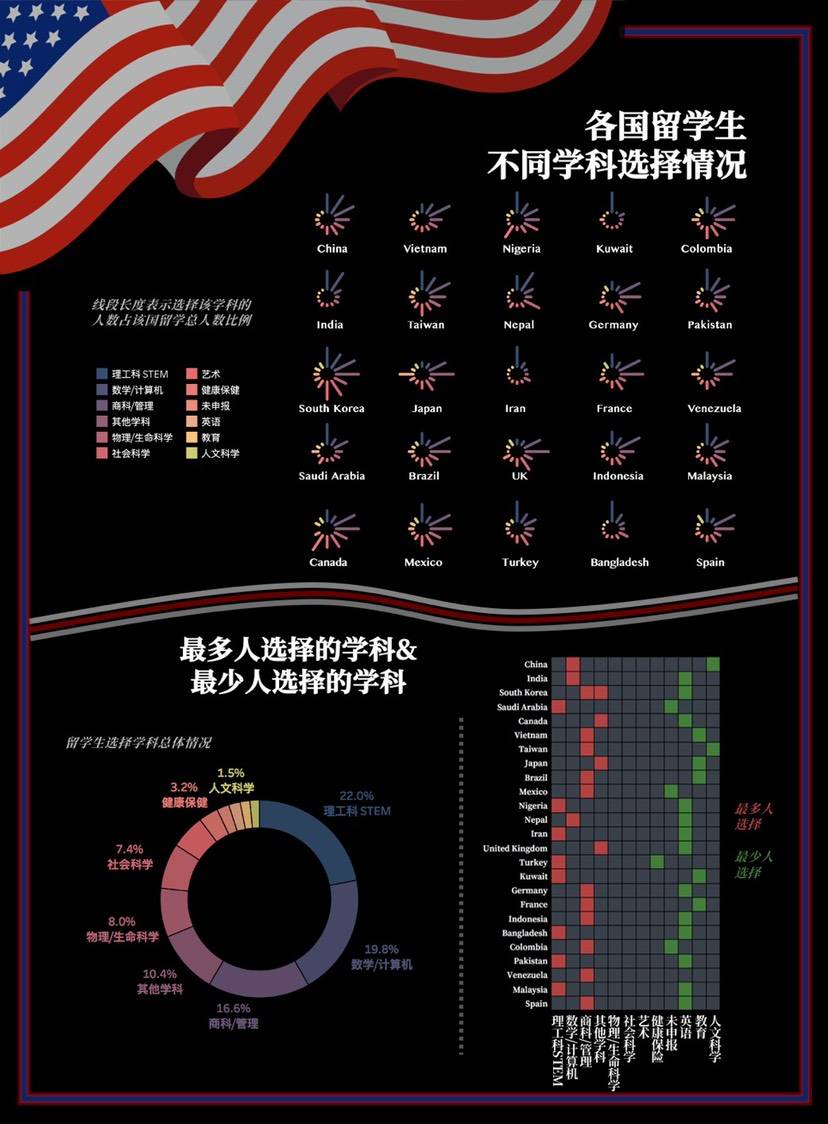 各国留学生
不同学科选择情况
China
Vietnam
Nigeria
Kuwait
Colombia
India
Taiwan
Nepal
Germany
Pakistan
South Korea
Japan
Iran
France
Venezuela
Saudi Arabia
Brazil
UK
Indonesia
Malaysia
Canada
Mexico
Turkey
Bangladesh
Spain
线段长度表示选择该学科的
人数占该国留学总人数比例
理工科 STEM
数学/计算机
商科/管理
其他学科
物理/生命科学
社会科学
艺术
健康保健
未申报
英语
教育
人文科学
最多人选择的学科&
最少人选择的学科
留学生选择学科总体情况
1.5%
人文科学
3.2%
健康保健
22.0%
理工科 STEM
7.4%
社会科学
8.0%
物理/生命科学
19.8%
数学/计算机
10.4%
其他学科
16.6%
商科/管理
China
India
South Korea
Saudi Arabia
Canada
Vietnam
Taiwan
Japan
Brazil
Mexico
Nigeria
Nepal
Iran
United Kingdom
Turkey
Kuwait
Germany
France
Indonesia
Bangladesh
Colombia
Pakistan
Venezuela
Malaysia
Spain
最多人
选择
最少人
选择
理工科STEM
数学/计算机
商科/管理
其他学科
物理/生命科学
社会科学
艺术
健康保险
未申报
英语
教育
人文科学